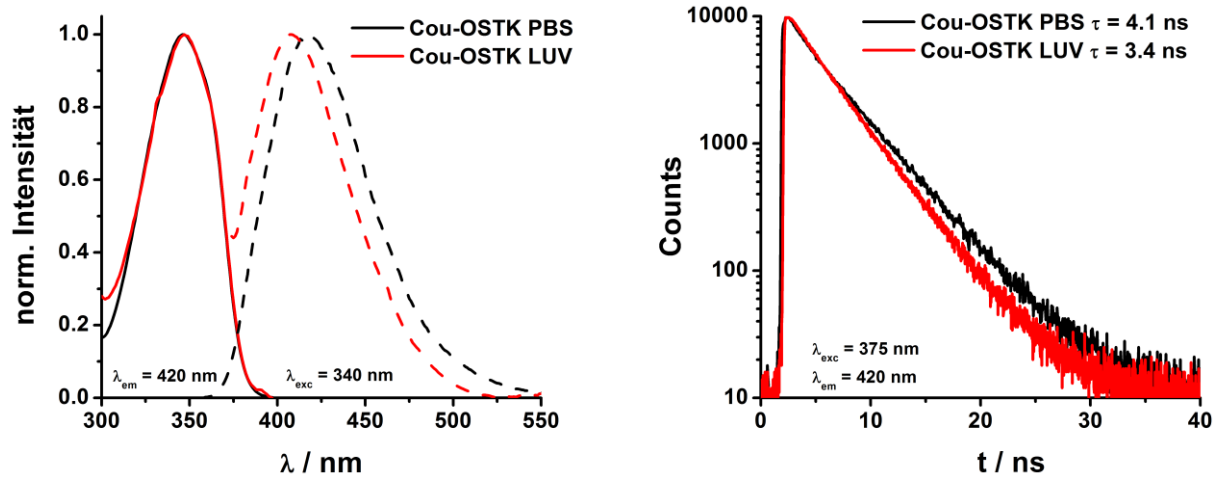 norm. Intensität
1.0
0.8
0.6
0.4
0.2
0.0
Cou-OSTK PBS
Cou-OSTK LUV
λem = 420 nm
λexc = 340 nm
300 350 400 450 500 550
λ / nm
Counts
10000
1000
100
10
Cou-OSTK PBS τ = 4.1 ns
Cou-OSTK LUV τ = 3.4 ns
λexc = 375 nm
λem = 420 nm
0 10 20 30 40
t / ns